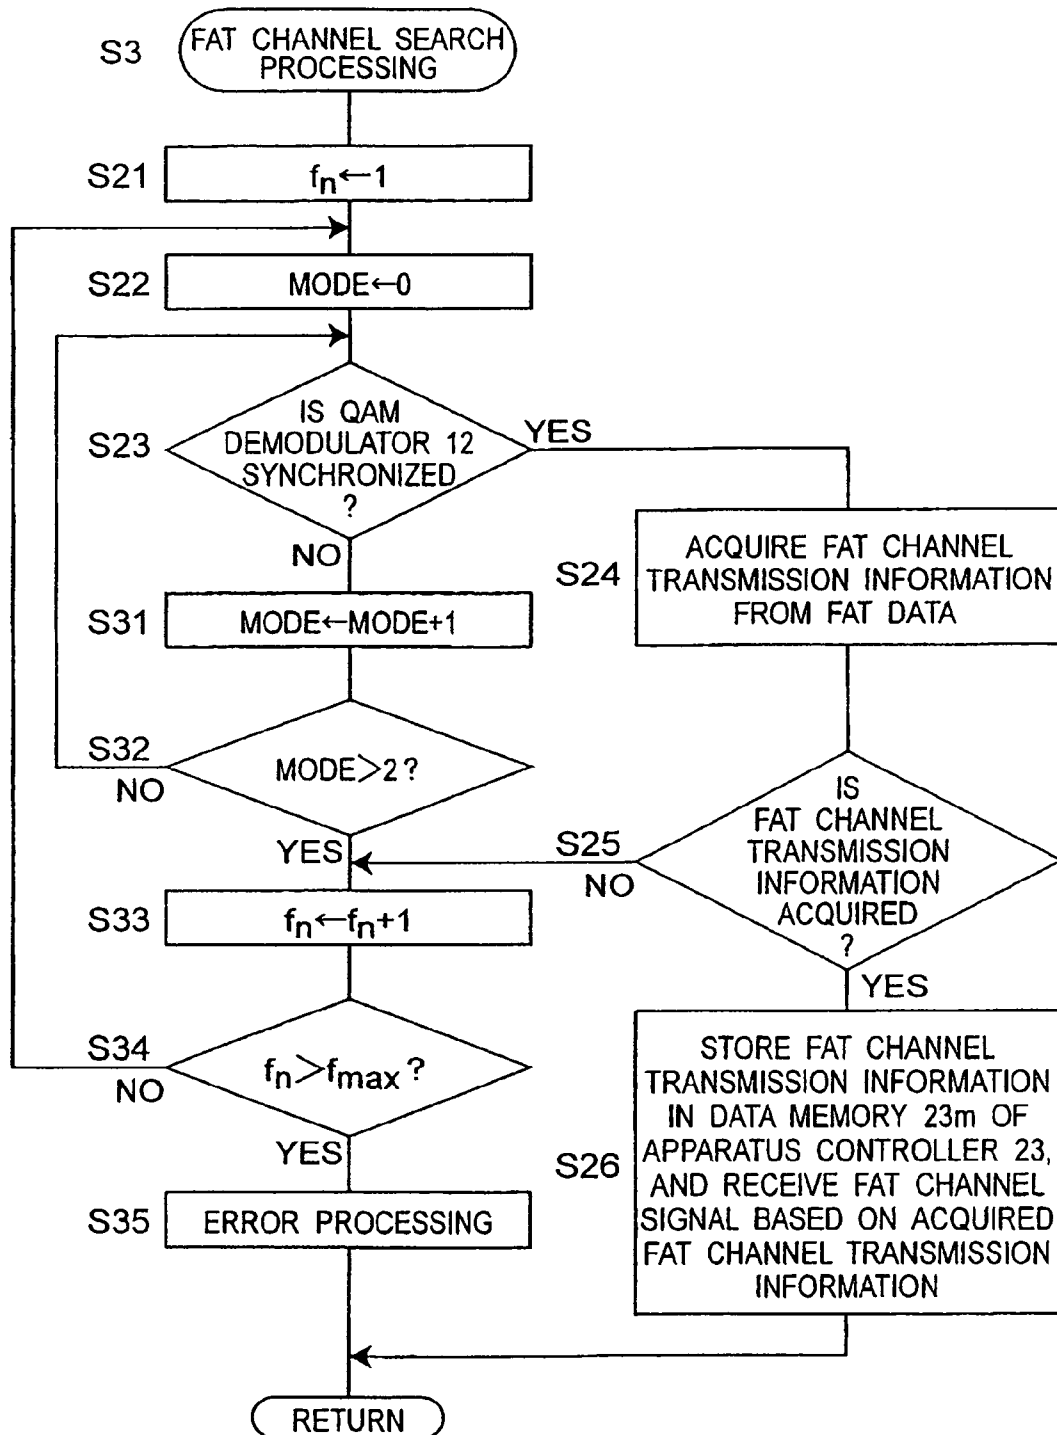 S3
FAT CHANNEL SEARCH
PROCESSING
S21
fn←1
S22
MODE←0
S23
IS QAM
DEMODULATOR 12
SYNCHRONIZED
?
YES
NO
S24
ACQUIRE FAT CHANNEL
TRANSMISSION INFORMATION
FROM FAT DATA
S31
MODE←MODE+1
S32
MODE>2?
NO
YES
S25
IS
FAT CHANNEL
TRANSMISSION
INFORMATION
ACQUIRED
?
NO
YES
S33
fn←fn+1
S34
fn>fmax?
NO
YES
S26
STORE FAT CHANNEL
TRANSMISSION INFORMATION
IN DATA MEMORY 23m OF
APPARATUS CONTROLLER 23,
AND RECEIVE FAT CHANNEL
SIGNAL BASED ON ACQUIRED
FAT CHANNEL TRANSMISSION
INFORMATION
S35
ERROR PROCESSING
RETURN